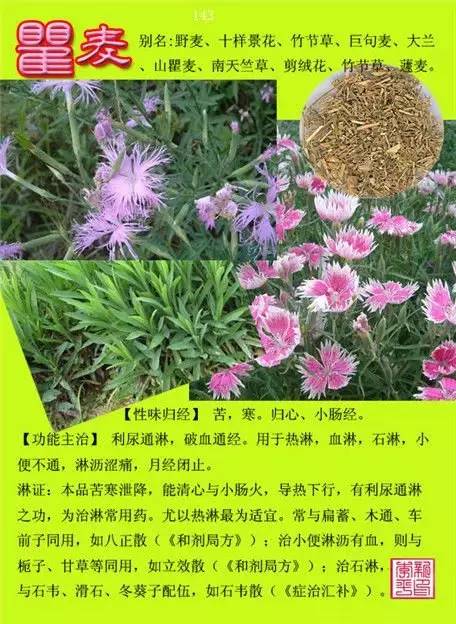 143
瞿麦
别名:野麦、十样景花、竹节草、巨句麦、大兰
、山瞿麦、南天竺草、剪绒花、竹节草、蘧麦。
【性味归经】 苦，寒。归心、小肠经。
【功能主治】 利尿通淋，破血通经。用于热淋，血淋，石淋，小
便不通，淋沥涩痛，月经闭止。
淋证：本品苦寒泄降，能清心与小肠火，导热下行，有利尿通淋
之功，为治淋常用药。尤以热淋最为适宜。常与扁蓄、木通、车
前子同用，如八正散（《和剂局方》）；治小便淋沥有血，则与
栀子、甘草等同用，如立效散（《和剂局方》）；治石淋，
与石韦、滑石、冬葵子配伍，如石韦散（《症治汇补》）。